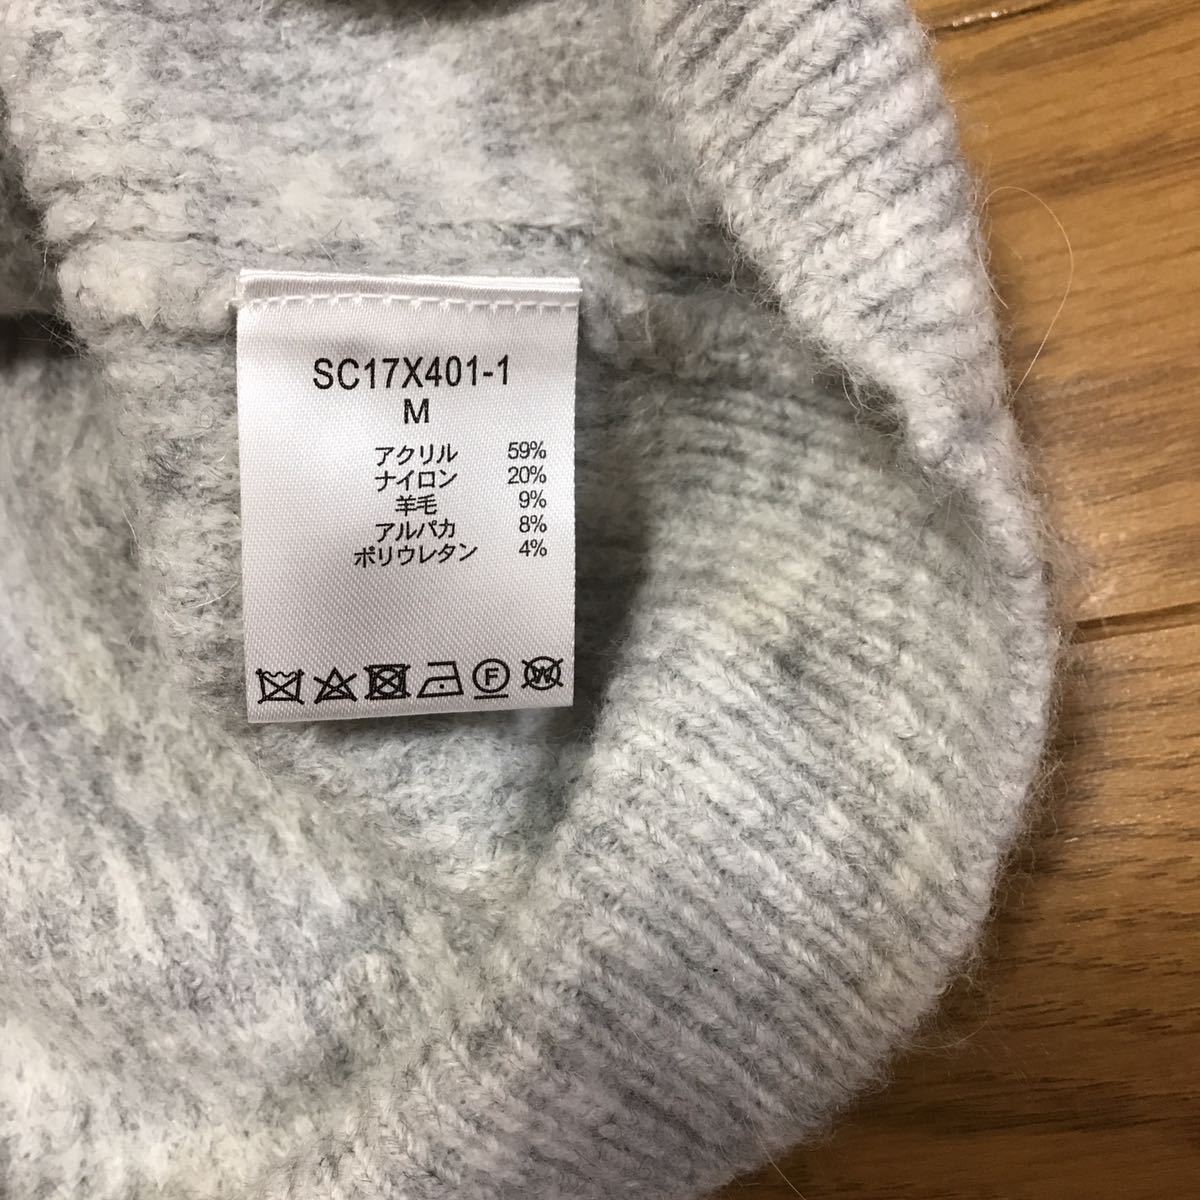 SC17X401-1
M
アクリル 59%
ナイロン 20%
羊毛 9%
アルパカ 8%
ポリウレタン 4%
F W